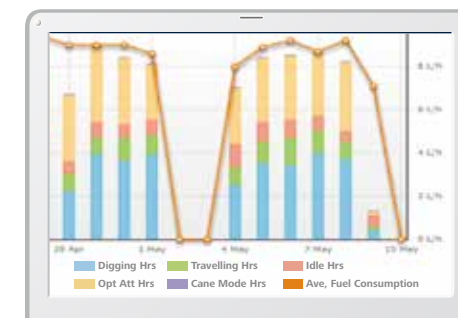 8 L/h
6 L/h
4 L/h
2 L/h
0 L/h
28 Apr 1 May 4 May 7 May 10 May
Digging Hrs Travelling Hrs Idle Hrs
Opt Att Hrs Cane Mode Hrs Ave, Fuel Consumption